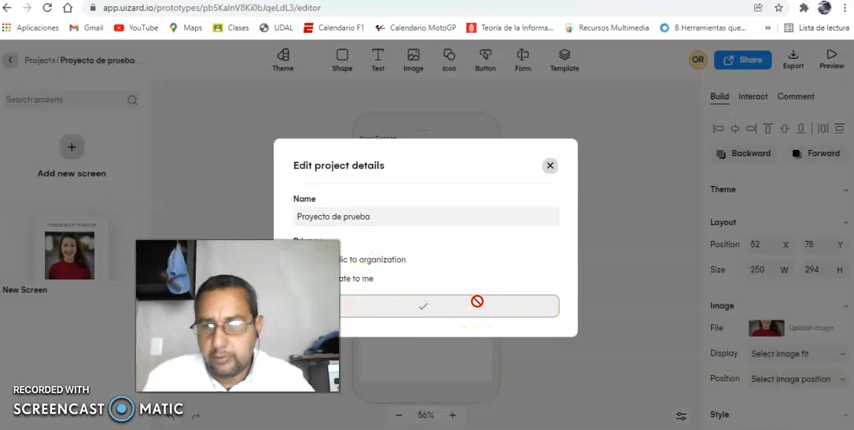 app.uizard.io/prototypes/pb5KalnV8Ki0bJqeLdL3/editor
Aplicaciones
Gmail
YouTube
Maps
Clases
UDAL
Calendario F1
Calendario MotoGP
Teoría de la Informa...
Recursos Multimedia
8 Herramientas que...
»
Lista de lectura
Projects/ Proyecto de prueba
Theme
Shape
Text
Image
Icon
Button
Form
Template
OR
Share
Export
Preview
Search screens
Add new screen
New Screen
New Screen
Edit project details
Name
Proyecto de prueba
lic to organization
ate to me
56%
Build
Interact
Comment
Backward
Forward
Theme
Layout
Position
52
X
78
Y
Size
250
W
294
H
Image
File
Upload image
Display
Select image fit
Position
Select image position
Style
RECORDED WITH
SCREENCAST MATIC